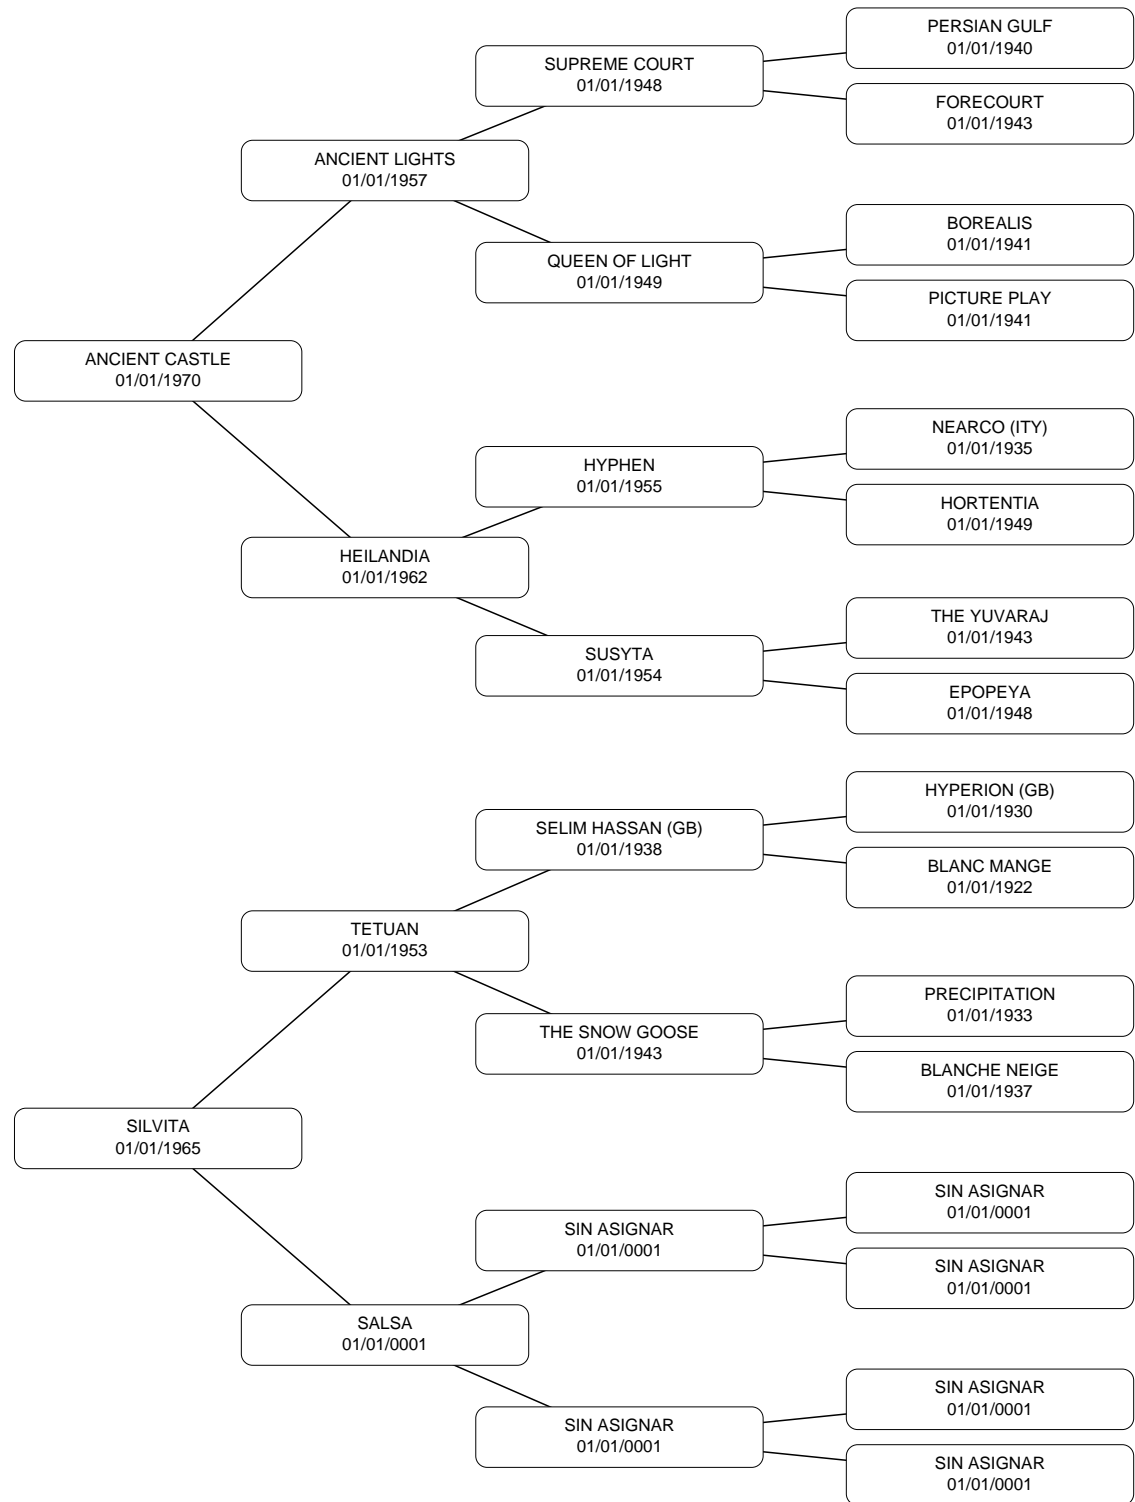 PERSIAN GULF
01/01/1940
SUPREME COURT
01/01/1948
FORECOURT
01/01/1943
ANCIENT LIGHTS
01/01/1957
BOREALIS
01/01/1941
QUEEN OF LIGHT
01/01/1949
PICTURE PLAY
01/01/1941
ANCIENT CASTLE
01/01/1970
NEARCO (ITY)
01/01/1935
HYPHEN
01/01/1955
HORTENTIA
01/01/1949
HEILANDIA
01/01/1962
THE YUVARAJ
01/01/1943
SUSYTA
01/01/1954
EPOPEYA
01/01/1948
HYPERION (GB)
01/01/1930
SELIM HASSAN (GB)
01/01/1938
BLANC MANGE
01/01/1922
TETUAN
01/01/1953
PRECIPITATION
01/01/1933
THE SNOW GOOSE
01/01/1943
BLANCHE NEIGE
01/01/1937
SILVITA
01/01/1965
SIN ASIGNAR
01/01/0001
SIN ASIGNAR
01/01/0001
SIN ASIGNAR
01/01/0001
SALSA
01/01/0001
SIN ASIGNAR
01/01/0001
SIN ASIGNAR
01/01/0001
SIN ASIGNAR
01/01/0001